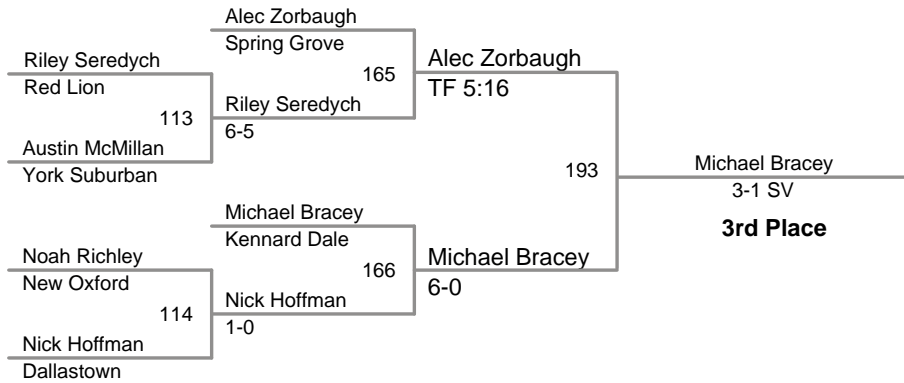 Alec Zorbaugh
Spring Grove
Riley Seredych
Red Lion
165
Alec Zorbaugh
TF 5:16
113
Riley Seredych
6-5
Austin McMillan
York Suburban
193
Michael Bracey
3-1 SV
3rd Place
Michael Bracey
Kennard Dale
Noah Richley
New Oxford
166
Michael Bracey
6-0
114
Nick Hoffman
1-0
Nick Hoffman
Dallastown